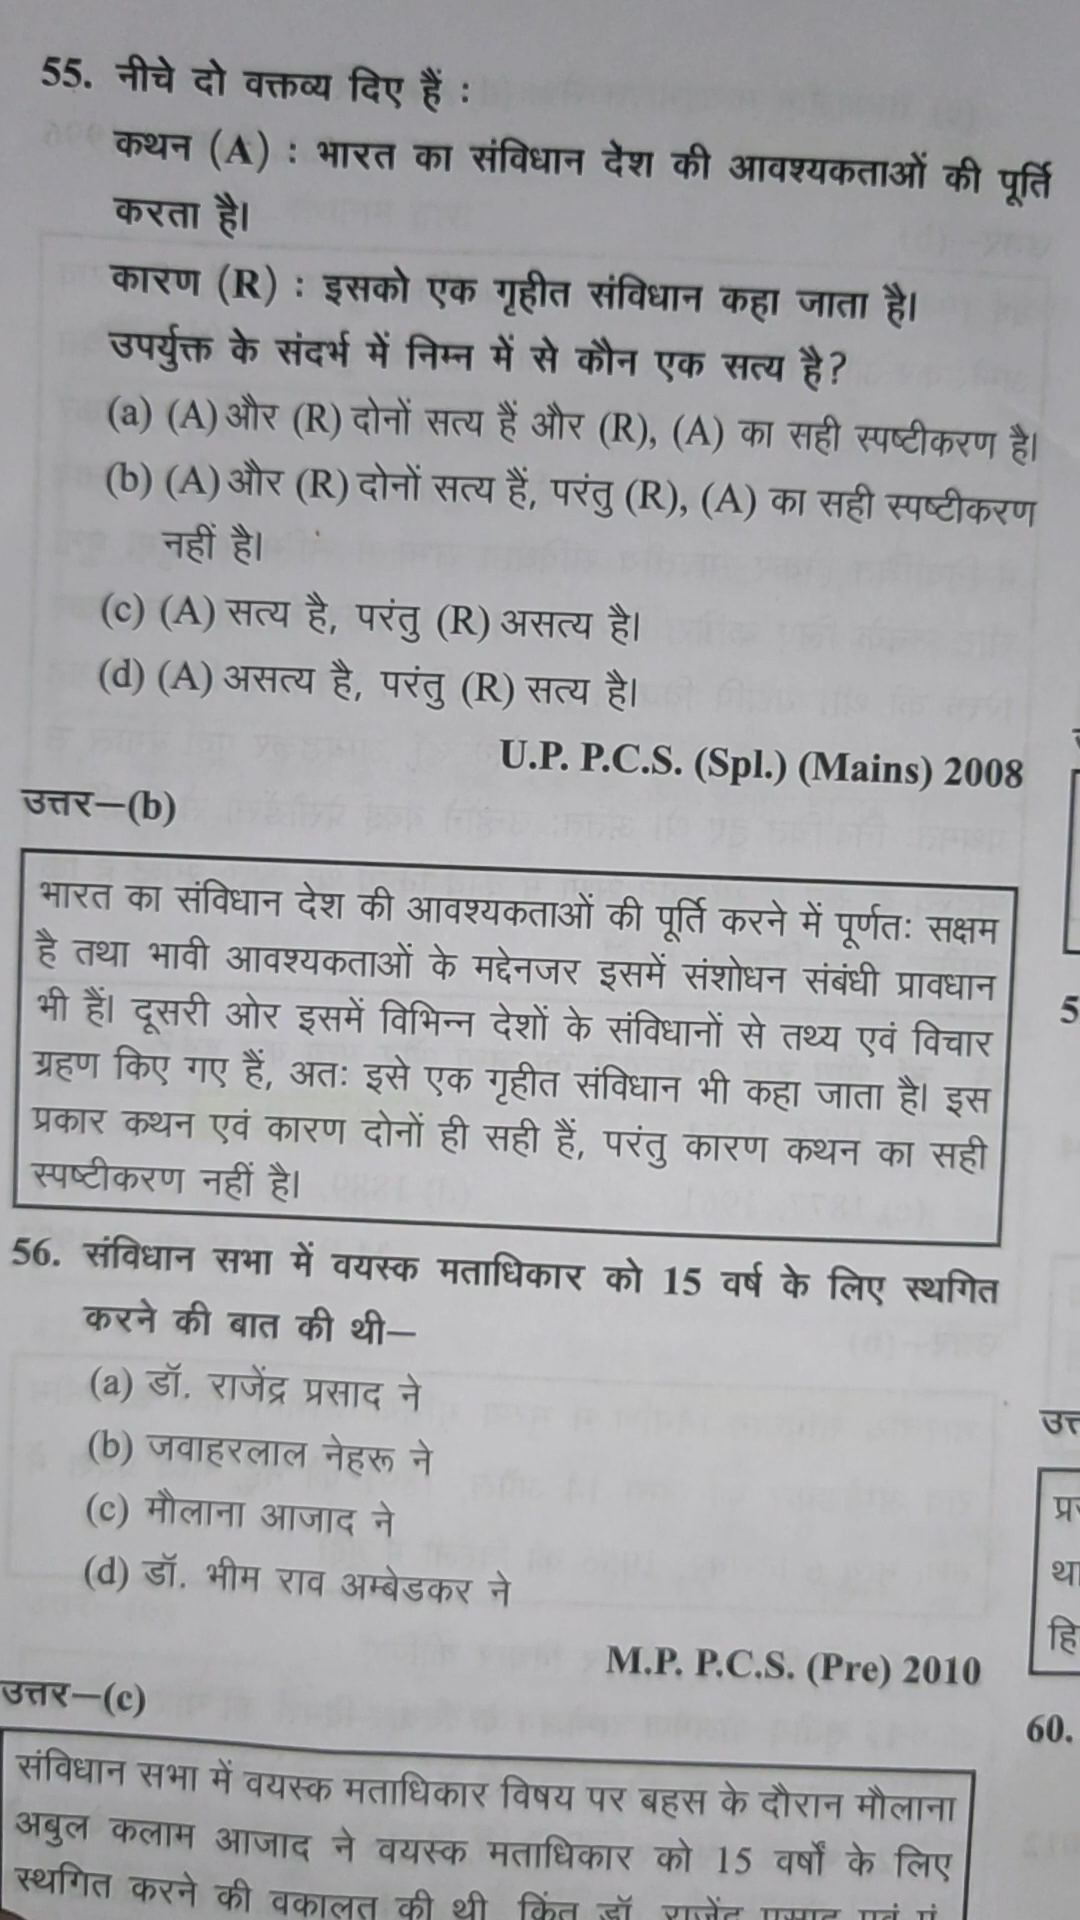 55. नीचे दो वक्तव्य दिए हैं :
कथन (A) : भारत का संविधान देश की आवश्यकताओं की पूर्ति
करता है।
कारण (R) : इसको एक गृहीत संविधान कहा जाता है।
उपर्युक्त के संदर्भ में निम्न में से कौन एक सत्य है?
(a) (A) और (R) दोनों सत्य हैं और (R), (A) का सही स्पष्टीकरण है।
(b) (A) और (R) दोनों सत्य हैं, परंतु (R), (A) का सही स्पष्टीकरण
नहीं है।
(c) (A) सत्य है, परंतु (R) असत्य है।
(d) (A) असत्य है, परंतु (R) सत्य है।
U.P. P.C.S. (Spl.) (Mains) 2008
उत्तर—(b)
भारत का संविधान देश की आवश्यकताओं की पूर्ति करने में पूर्णतः सक्षम
है तथा भावी आवश्यकताओं के मद्देनजर इसमें संशोधन संबंधी प्रावधान
भी हैं। दूसरी ओर इसमें विभिन्न देशों के संविधानों से तथ्य एवं विचार
ग्रहण किए गए हैं, अतः इसे एक गृहीत संविधान भी कहा जाता है। इस
प्रकार कथन एवं कारण दोनों ही सही हैं, परंतु कारण कथन का सही
स्पष्टीकरण नहीं है।
56. संविधान सभा में वयस्क मताधिकार को 15 वर्ष के लिए स्थगित
करने की बात की थी—
(a) डॉ. राजेंद्र प्रसाद ने
(b) जवाहरलाल नेहरू ने
(c) मौलाना आजाद ने
(d) डॉ. भीम राव अम्बेडकर ने
M.P. P.C.S. (Pre) 2010
उत्तर—(c)
संविधान सभा में वयस्क मताधिकार विषय पर बहस के दौरान मौलाना
अबुल कलाम आजाद ने वयस्क मताधिकार को 15 वर्षों के लिए
स्थगित करने की वकालत की थी किंतु डॉ. राजेंद्र प्रसाद एवं पं.
5
60.